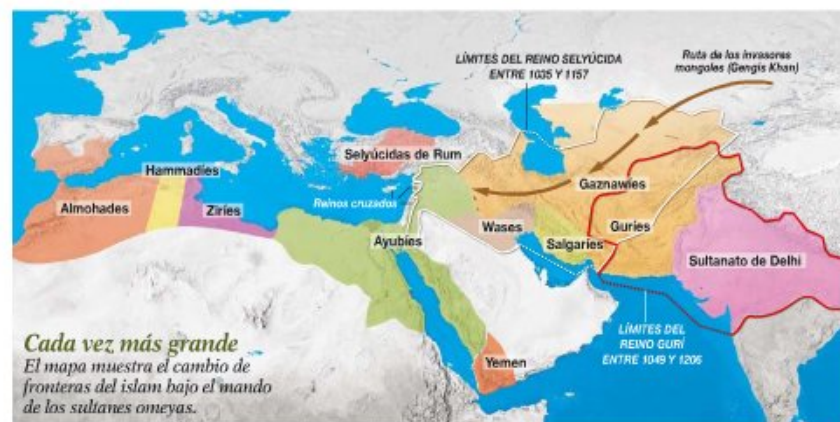 LÍMITES DEL REINO SELYÚCIDA
ENTRE 1035 Y 1157
Ruta de los invasores
mongoles (Gengis Khan)
Selyúcidas de Rum
Hammadíes
Almohades
Ziríes
Reinos cruzados
Gaznawíes
Ayubíes
Wases
Salgaríes
Guríes
Sultanato de Delhi
Yemen
LÍMITES DEL
REINO GURÍ
ENTRE 1049 Y 1206
Cada vez más grande
El mapa muestra el cambio de
fronteras del islam bajo el mando
de los sultanes omeyas.